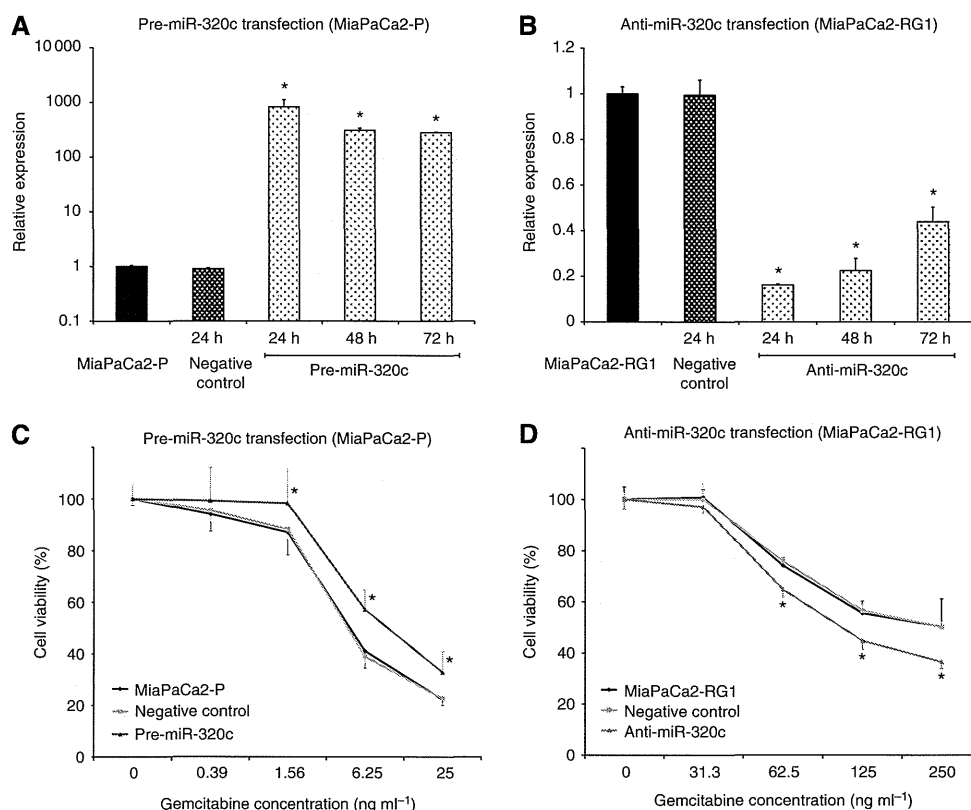 A
Pre-miR-320c transfection (MiaPaCa2-P)
Relative expression
10 000
1000
100
10
1
0.1
* * *
24 h 24 h 48 h 72 h
MiaPaCa2-P Negative control Pre-miR-320c
B
Anti-miR-320c transfection (MiaPaCa2-RG1)
Relative expression
1.2
1
0.8
0.6
0.4
0.2
0
* * *
24 h 24 h 48 h 72 h
MiaPaCa2-RG1 Negative control Anti-miR-320c
C
Pre-miR-320c transfection (MiaPaCa2-P)
Cell viability (%)
100
80
60
40
20
0
* * *
MiaPaCa2-P
Negative control
Pre-miR-320c
0 0.39 1.56 6.25 25
Gemcitabine concentration (ng ml⁻¹)
D
Anti-miR-320c transfection (MiaPaCa2-RG1)
Cell viability (%)
100
80
60
40
20
0
* * *
MiaPaCa2-RG1
Negative control
Anti-miR-320c
0 31.3 62.5 125 250
Gemcitabine concentration (ng ml⁻¹)